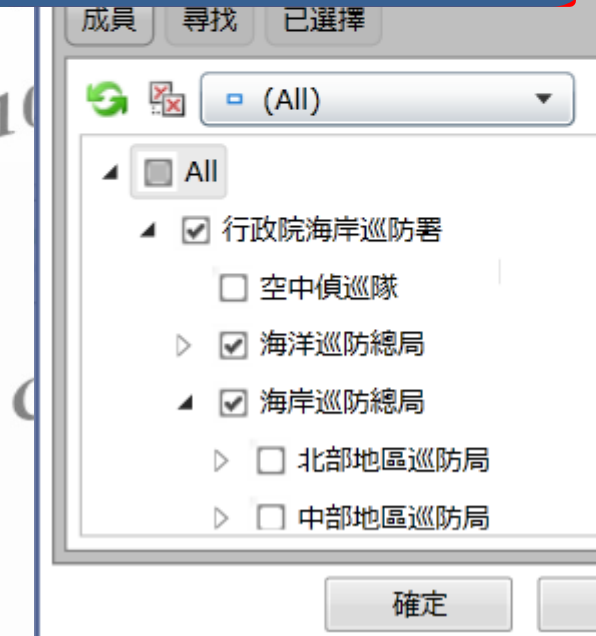 成員 尋找 已選擇
(All)
All
行政院海岸巡防署
空中偵巡隊
海洋巡防總局
海岸巡防總局
北部地區巡防局
中部地區巡防局
確定